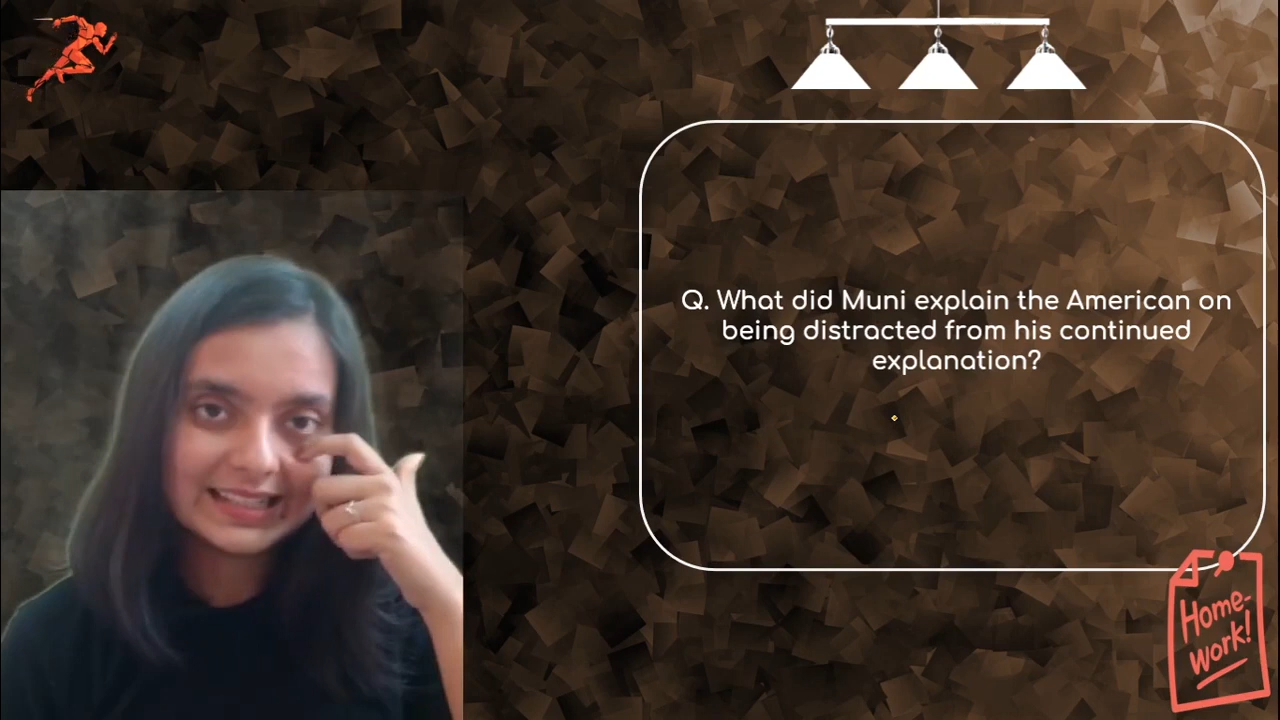 Q. What did Muni explain the American on
being distracted from his continued
explanation?
Home-
work!